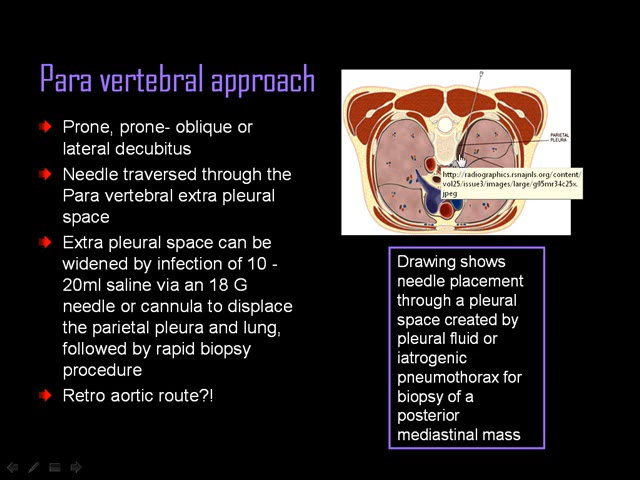 Para vertebral approach
Prone, prone- oblique or
lateral decubitus
Needle traversed through the
Para vertebral extra pleural
space
Extra pleural space can be
widened by infection of 10 -
20ml saline via an 18 G
needle or cannula to displace
the parietal pleura and lung,
followed by rapid biopsy
procedure
Retro aortic route?!
PARIETAL
PLEURA
http://radiographics.rsnajnls.org/content/
vol25/issue3/images/large/g05mr34c25x.
jpeg
Drawing shows
needle placement
through a pleural
space created by
pleural fluid or
iatrogenic
pneumothorax for
biopsy of a
posterior
mediastinal mass